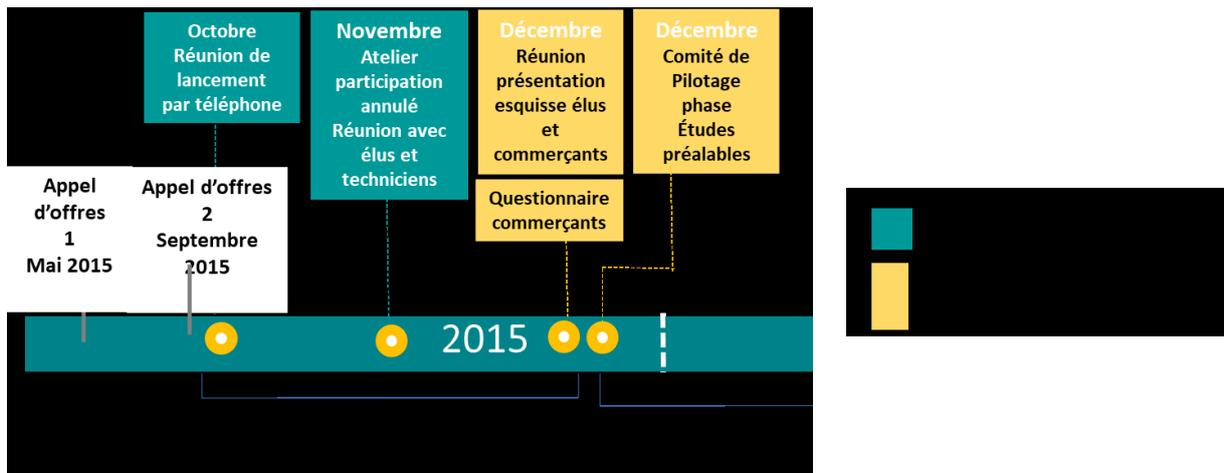 Octobre
Réunion de
lancement
par téléphone
Novembre
Atelier
participation
annulé
Réunion avec
élus et
techniciens
Décembre
Réunion
présentation
esquisse élus
et
commerçants
Questionnaire
commerçants
Décembre
Comité de
Pilotage
phase
Études
préalables
Appel
d’offres
1
Mai 2015
Appel d’offres
2
Septembre
2015
2015